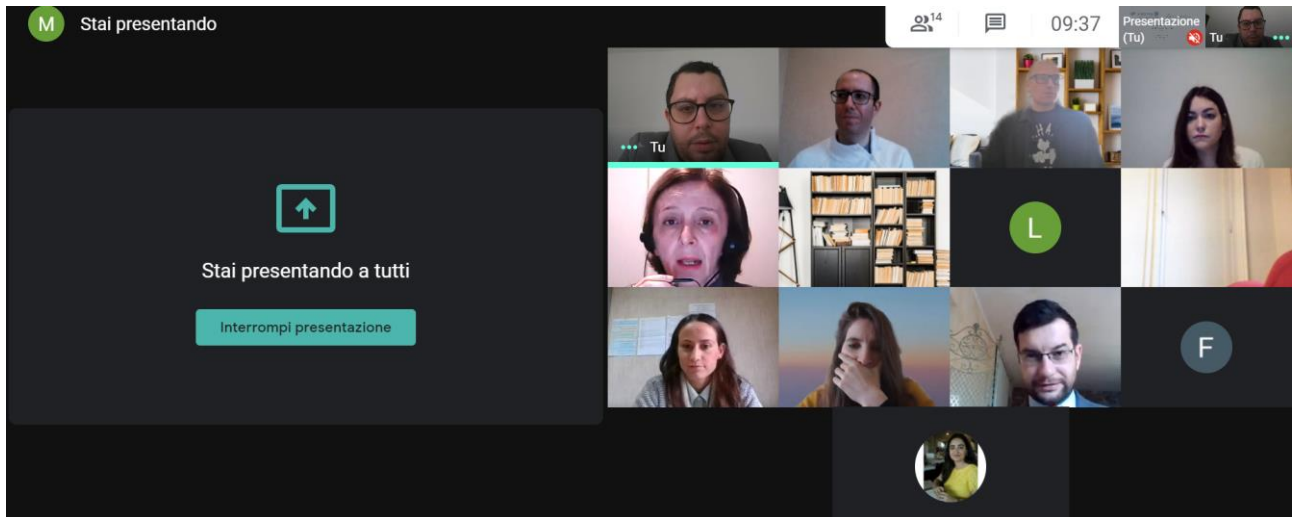 M
Stai presentando
14
09:37
Presentazione
(Tu)
Tu
Tu
L
Stai presentando a tutti
Interrompi presentazione
F